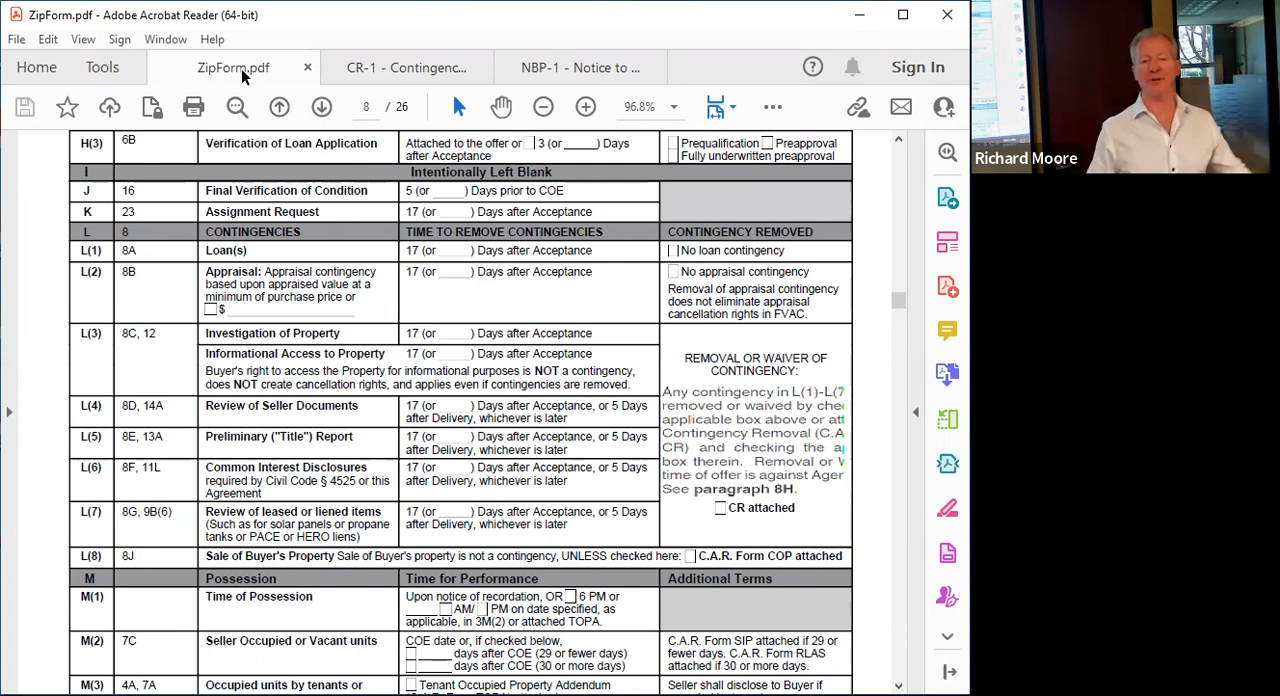 ZipForm.pdf - Adobe Acrobat Reader (64-bit)
File Edit View Sign Window Help
Home Tools ZipForm.pdf × CR-1 - Contingenc... NBP-1 - Notice to ... Sign In
8 / 26 96.8%
H(3) 6B Verification of Loan Application Attached to the offer or 3 (or _____) Days Prequalification Preapproval
after Acceptance Fully underwritten preapproval
I Intentionally Left Blank
J 16 Final Verification of Condition 5 (or _____) Days prior to COE
K 23 Assignment Request 17 (or _____) Days after Acceptance
L 8 CONTINGENCIES TIME TO REMOVE CONTINGENCIES CONTINGENCY REMOVED
L(1) 8A Loan(s) 17 (or _____) Days after Acceptance No loan contingency
L(2) 8B Appraisal: Appraisal contingency 17 (or _____) Days after Acceptance No appraisal contingency
based upon appraised value at a
minimum of purchase price or
$ ____________________
Removal of appraisal contingency
does not eliminate appraisal
cancellation rights in FVAC.
L(3) 8C, 12 Investigation of Property 17 (or _____) Days after Acceptance
Informational Access to Property 17 (or _____) Days after Acceptance
Buyer's right to access the Property for informational purposes is NOT a contingency,
does NOT create cancellation rights, and applies even if contingencies are removed.
REMOVAL OR WAIVER OF
CONTINGENCY:
Any contingency in L(1)-L(7
removed or waived by che
applicable box above or att
Contingency Removal (C.A
CR) and checking the a
box therein. Removal or W
time of offer is against Agen
See paragraph 8H.
CR attached
L(4) 8D, 14A Review of Seller Documents 17 (or _____) Days after Acceptance, or 5 Days
after Delivery, whichever is later
L(5) 8E, 13A Preliminary ("Title") Report 17 (or _____) Days after Acceptance, or 5 Days
after Delivery, whichever is later
L(6) 8F, 11L Common Interest Disclosures 17 (or _____) Days after Acceptance, or 5 Days
required by Civil Code § 4525 or this after Delivery, whichever is later
Agreement
L(7) 8G, 9B(6) Review of leased or liened items 17 (or _____) Days after Acceptance, or 5 Days
(Such as for solar panels or propane after Delivery, whichever is later
tanks or PACE or HERO liens)
L(8) 8J Sale of Buyer's Property Sale of Buyer's property is not a contingency, UNLESS checked here: C.A.R. Form COP attached
M Possession Time for Performance Additional Terms
M(1) Time of Possession Upon notice of recordation, OR 6 PM or
_____ AM/ PM on date specified, as
applicable, in 3M(2) or attached TOPA.
M(2) 7C Seller Occupied or Vacant units COE date or, if checked below, C.A.R. Form SIP attached if 29 or
_____ days after COE (29 or fewer days) fewer days. C.A.R. Form RLAS
_____ days after COE (30 or more days) attached if 30 or more days.
M(3) 4A, 7A Occupied units by tenants or Tenant Occupied Property Addendum Seller shall disclose to Buyer if
Richard Moore